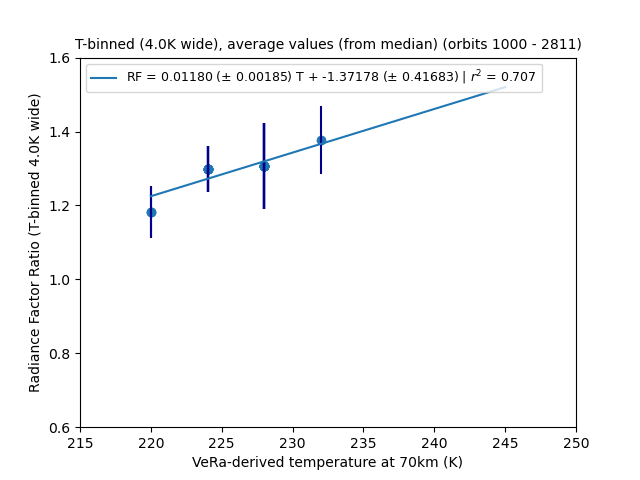 T-binned (4.0K wide), average values (from median) (orbits 1000 - 2811)
RF = 0.01180 (± 0.00185) T + -1.37178 (± 0.41683) | r² = 0.707
Radiance Factor Ratio (T-binned 4.0K wide)
1.6
1.4
1.2
1.0
0.8
0.6
215 220 225 230 235 240 245 250
VeRa-derived temperature at 70km (K)